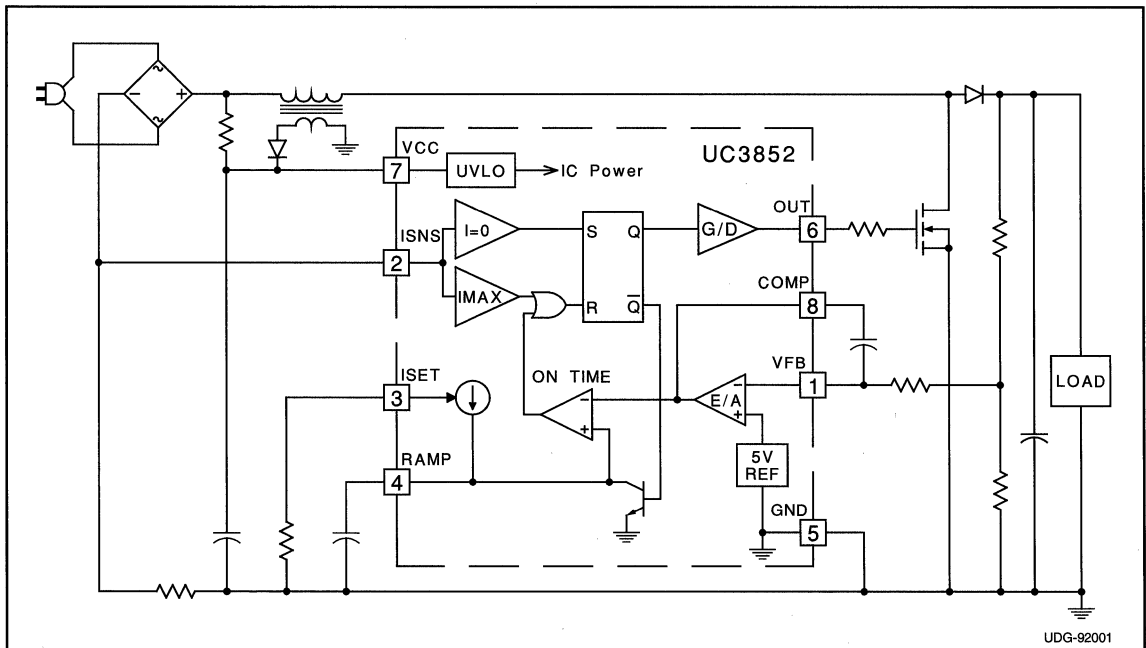 ~
- +
~
VCC
UC3852
7
UVLO
IC Power
OUT
ISNS
I=0
S Q
G/D
6
2
COMP
IMAX
R Q̅
8
ISET
ON TIME
VFB
3
-
E/A
-
1
LOAD
+
+
RAMP
5V
REF
4
GND
5
UDG-92001